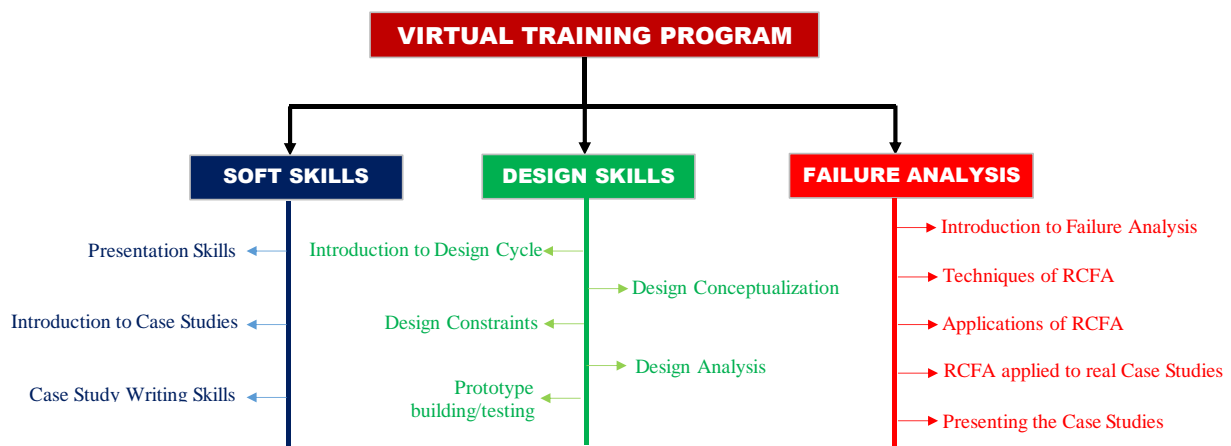 VIRTUAL TRAINING PROGRAM
SOFT SKILLS
Presentation Skills
Introduction to Case Studies
Case Study Writing Skills
DESIGN SKILLS
Introduction to Design Cycle
Design Conceptualization
Design Constraints
Design Analysis
Prototype
building/testing
FAILURE ANALYSIS
Introduction to Failure Analysis
Techniques of RCFA
Applications of RCFA
RCFA applied to real Case Studies
Presenting the Case Studies